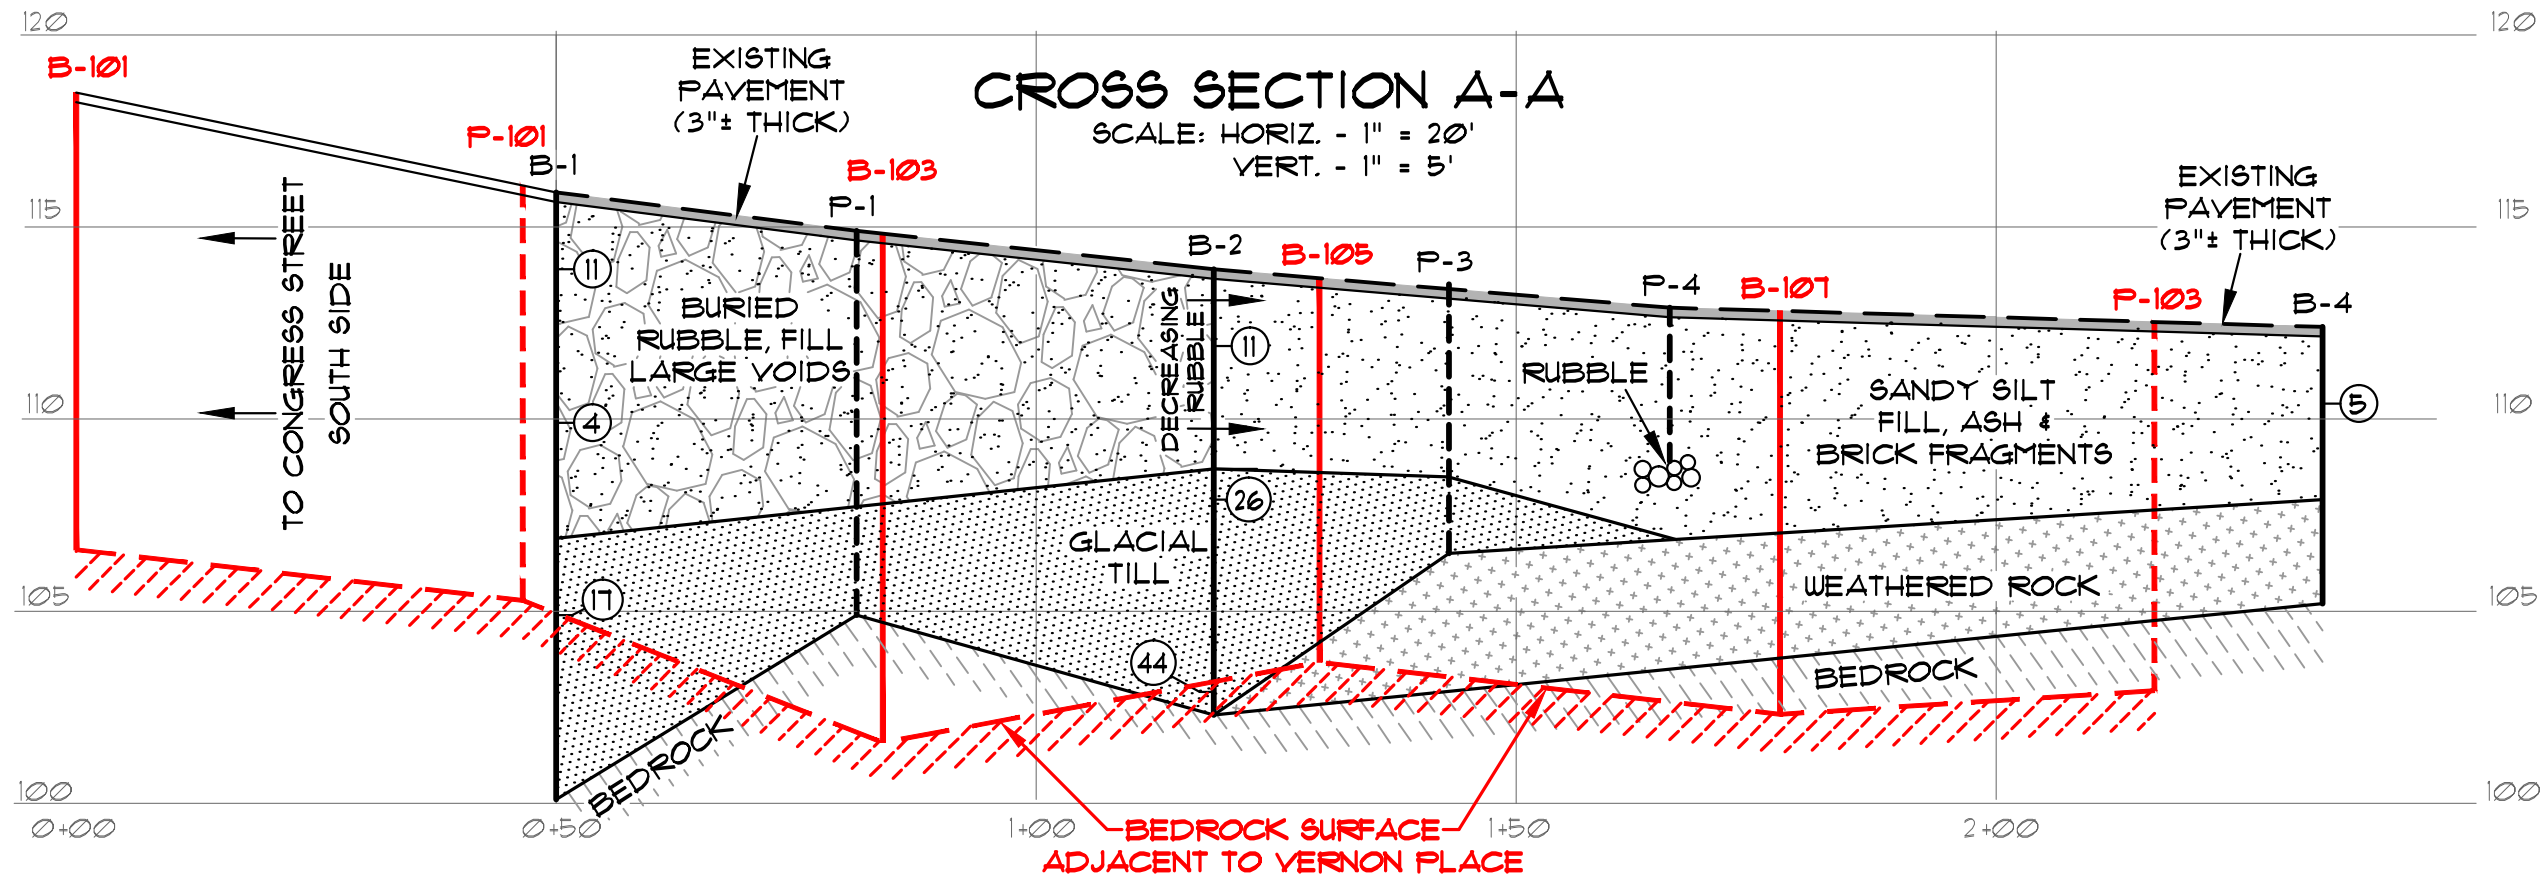 120
120
B-101
EXISTING
PAVEMENT
(3"± THICK)
CROSS SECTION A-A
SCALE: HORIZ. - 1" = 20'
VERT. - 1" = 5'
P-101
B-1
B-103
P-1
B-2
B-105
P-3
P-4
B-107
P-103
B-4
EXISTING
PAVEMENT
(3"± THICK)
115
115
TO CONGRESS STREET
SOUTH SIDE
11
BURIED
RUBBLE, FILL
LARGE VOIDS
DECREASING
RUBBLE
11
RUBBLE
SANDY SILT
FILL, ASH &
BRICK FRAGMENTS
5
110
110
4
26
GLACIAL
TILL
WEATHERED ROCK
105
105
17
44
BEDROCK
BEDROCK
100
100
0+00
0+50
1+00
1+50
2+00
BEDROCK SURFACE
ADJACENT TO VERNON PLACE